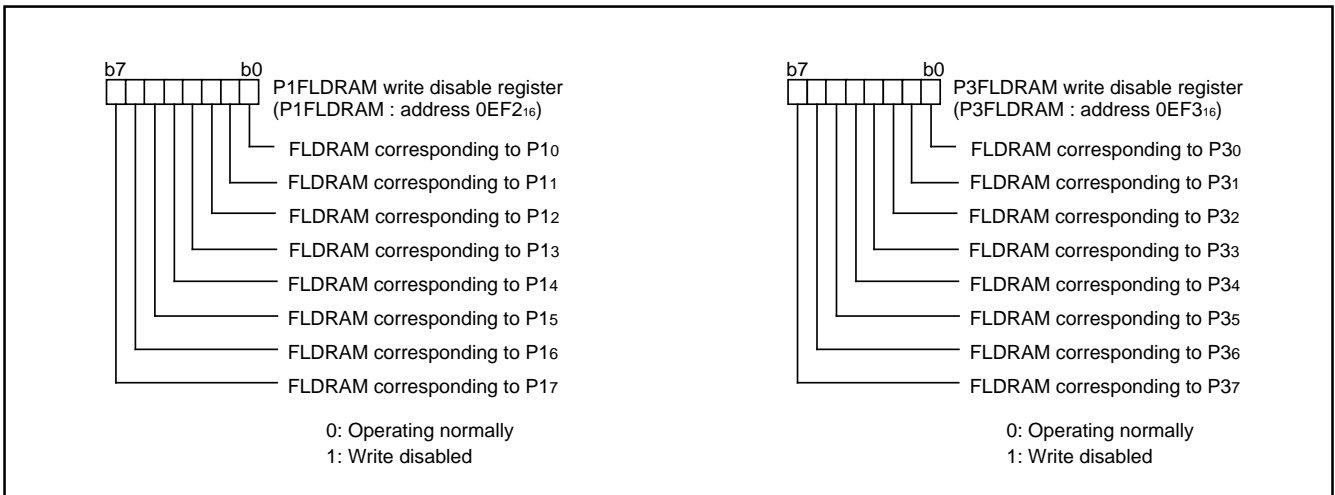 b7 b0
P1FLDRAM write disable register
(P1FLDRAM : address 0EF216)
FLDRAM corresponding to P10
FLDRAM corresponding to P11
FLDRAM corresponding to P12
FLDRAM corresponding to P13
FLDRAM corresponding to P14
FLDRAM corresponding to P15
FLDRAM corresponding to P16
FLDRAM corresponding to P17
0: Operating normally
1: Write disabled
b7 b0
P3FLDRAM write disable register
(P3FLDRAM : address 0EF316)
FLDRAM corresponding to P30
FLDRAM corresponding to P31
FLDRAM corresponding to P32
FLDRAM corresponding to P33
FLDRAM corresponding to P34
FLDRAM corresponding to P35
FLDRAM corresponding to P36
FLDRAM corresponding to P37
0: Operating normally
1: Write disabled